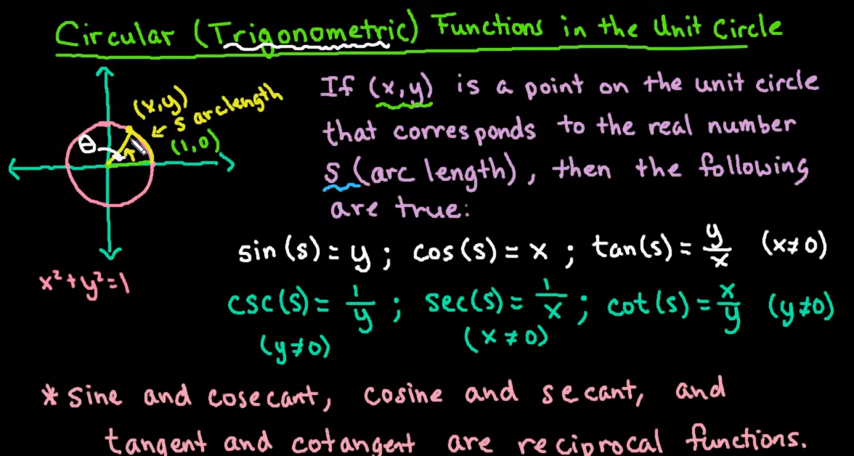 Circular (Trigonometric) Functions in the Unit Circle
(x,y)
s arclength
(1,0)
θ
x²+y²=1
If (x,y) is a point on the unit circle
that corresponds to the real number
s (arc length), then the following
are true:
sin(s)=y; cos(s)=x; tan(s)=y/x (x≠0)
csc(s)=1/y; sec(s)=1/x; cot(s)=x/y (y≠0)
(y≠0) (x≠0)
*sine and cosecant, cosine and secant, and
tangent and cotangent are reciprocal functions.